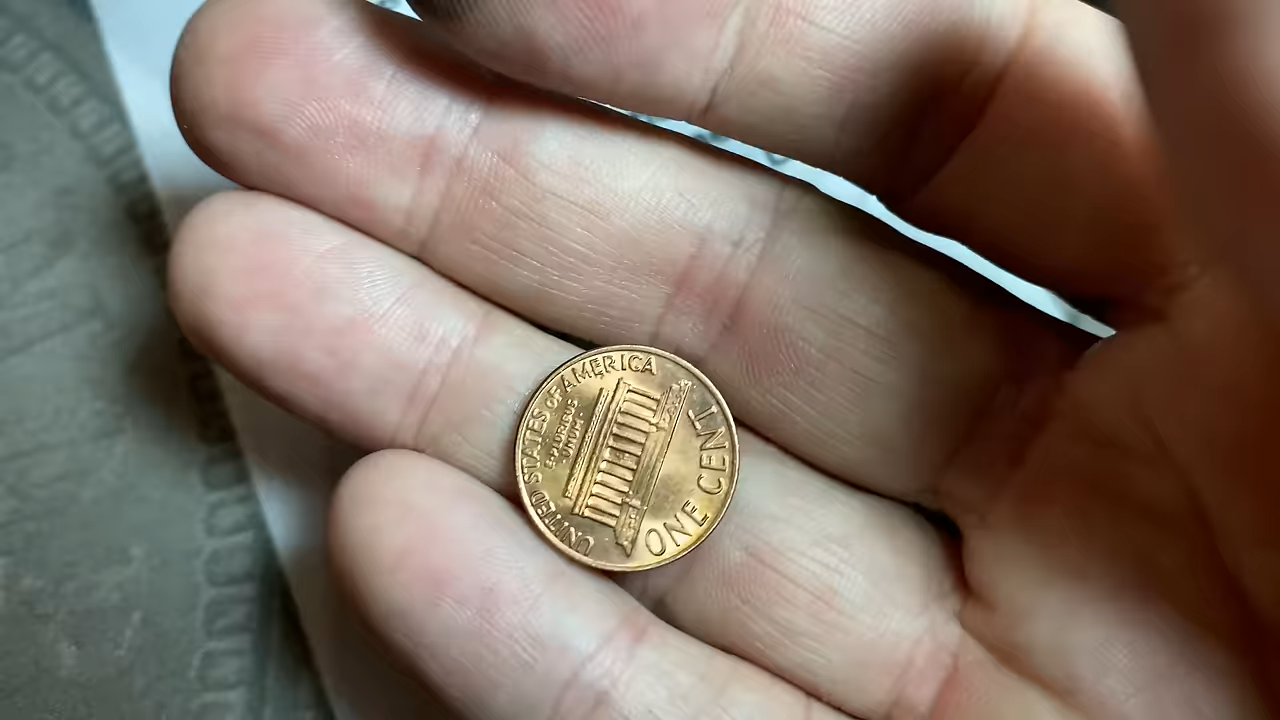 UNITED STATES OF AMERICA
E·PLURIBUS
UNUM·
ONE CENT